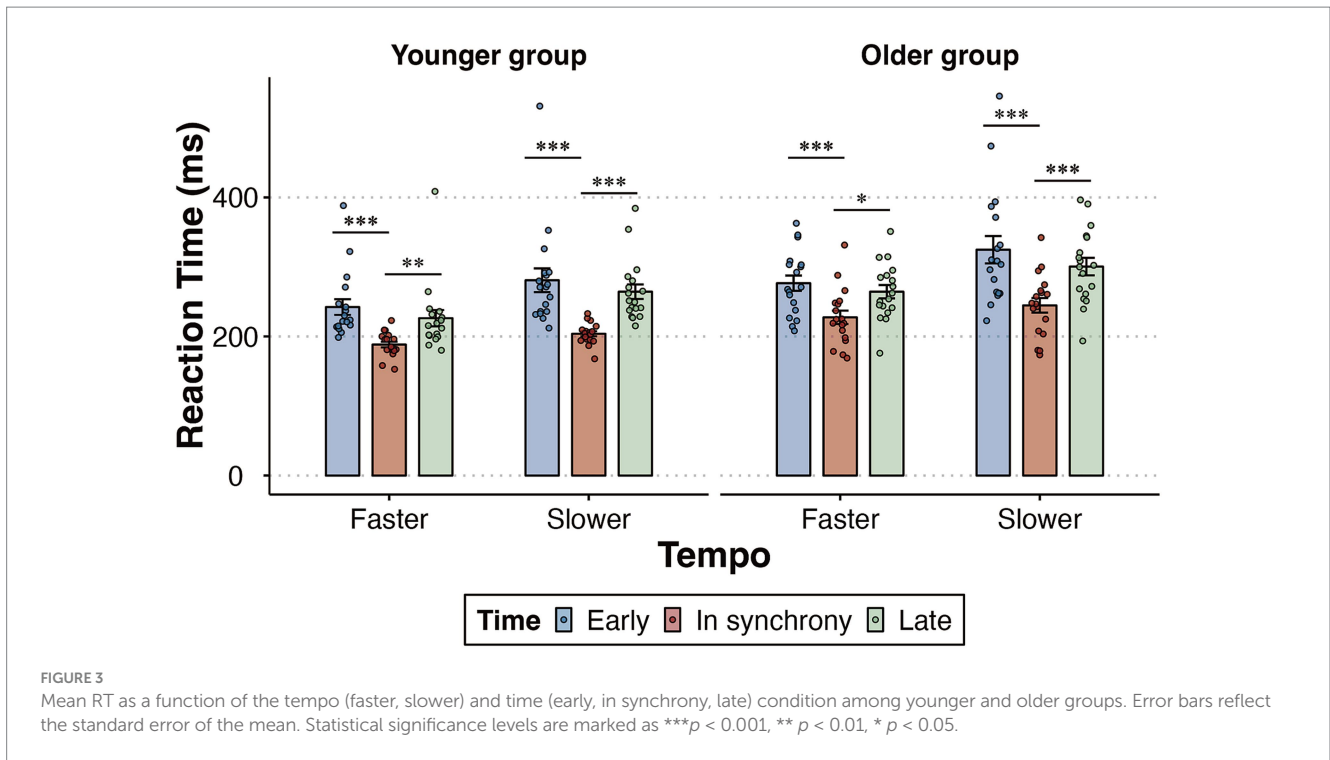 Younger group
Older group
Reaction Time (ms)
400
200
0
***
**
***
***
***
*
***
***
Faster
Slower
Faster
Slower
Tempo
Time Early In synchrony Late
FIGURE 3
Mean RT as a function of the tempo (faster, slower) and time (early, in synchrony, late) condition among younger and older groups. Error bars reflect
the standard error of the mean. Statistical significance levels are marked as ***p < 0.001, ** p < 0.01, * p < 0.05.